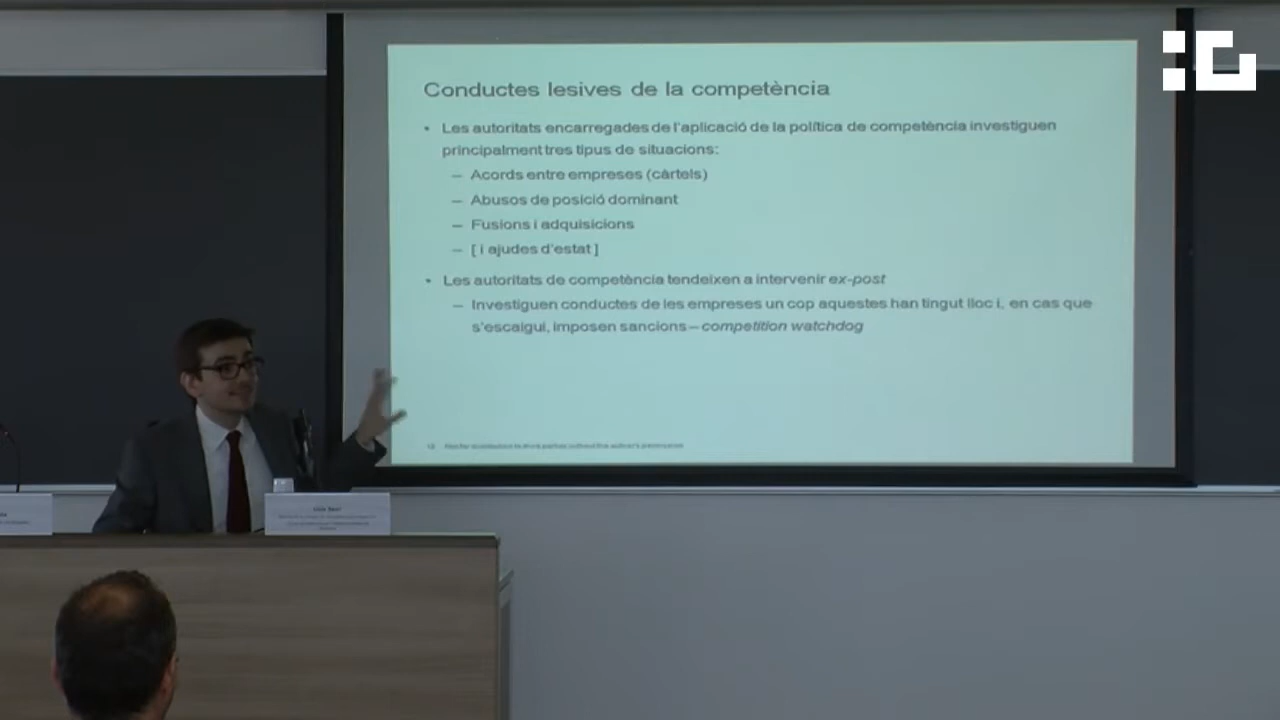 Conductes lesives de la competència
• Les autoritats encarregades de l'aplicació de la política de competència investiguen
principalment tres tipus de situacions:
– Acords entre empreses (càrtels)
– Abusos de posició dominant
– Fusions i adquisicions
– [ i ajudes d'estat ]
• Les autoritats de competència tendeixen a intervenir ex-post
– Investiguen conductes de les empreses un cop aquestes han tingut lloc i, en cas que
s'escaigui, imposen sancions – competition watchdog